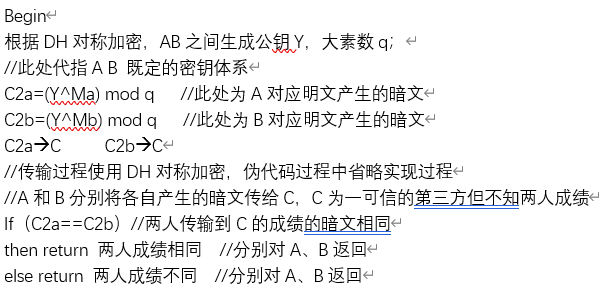 Begin
根据 DH 对称加密，AB 之间生成公钥 Y，大素数 q；
//此处代指 A B 既定的密钥体系
C2a=(Y^Ma) mod q //此处为 A 对应明文产生的暗文
C2b=(Y^Mb) mod q //此处为 B 对应明文产生的暗文
C2a→C C2b→C
//传输过程使用 DH 对称加密，伪代码过程中省略实现过程
//A 和 B 分别将各自产生的暗文传给 C，C 为一可信的第三方但不知两人成绩
If（C2a==C2b）//两人传输到 C 的成绩的暗文相同
then return 两人成绩相同 //分别对 A、B 返回
else return 两人成绩不同 //分别对 A、B 返回